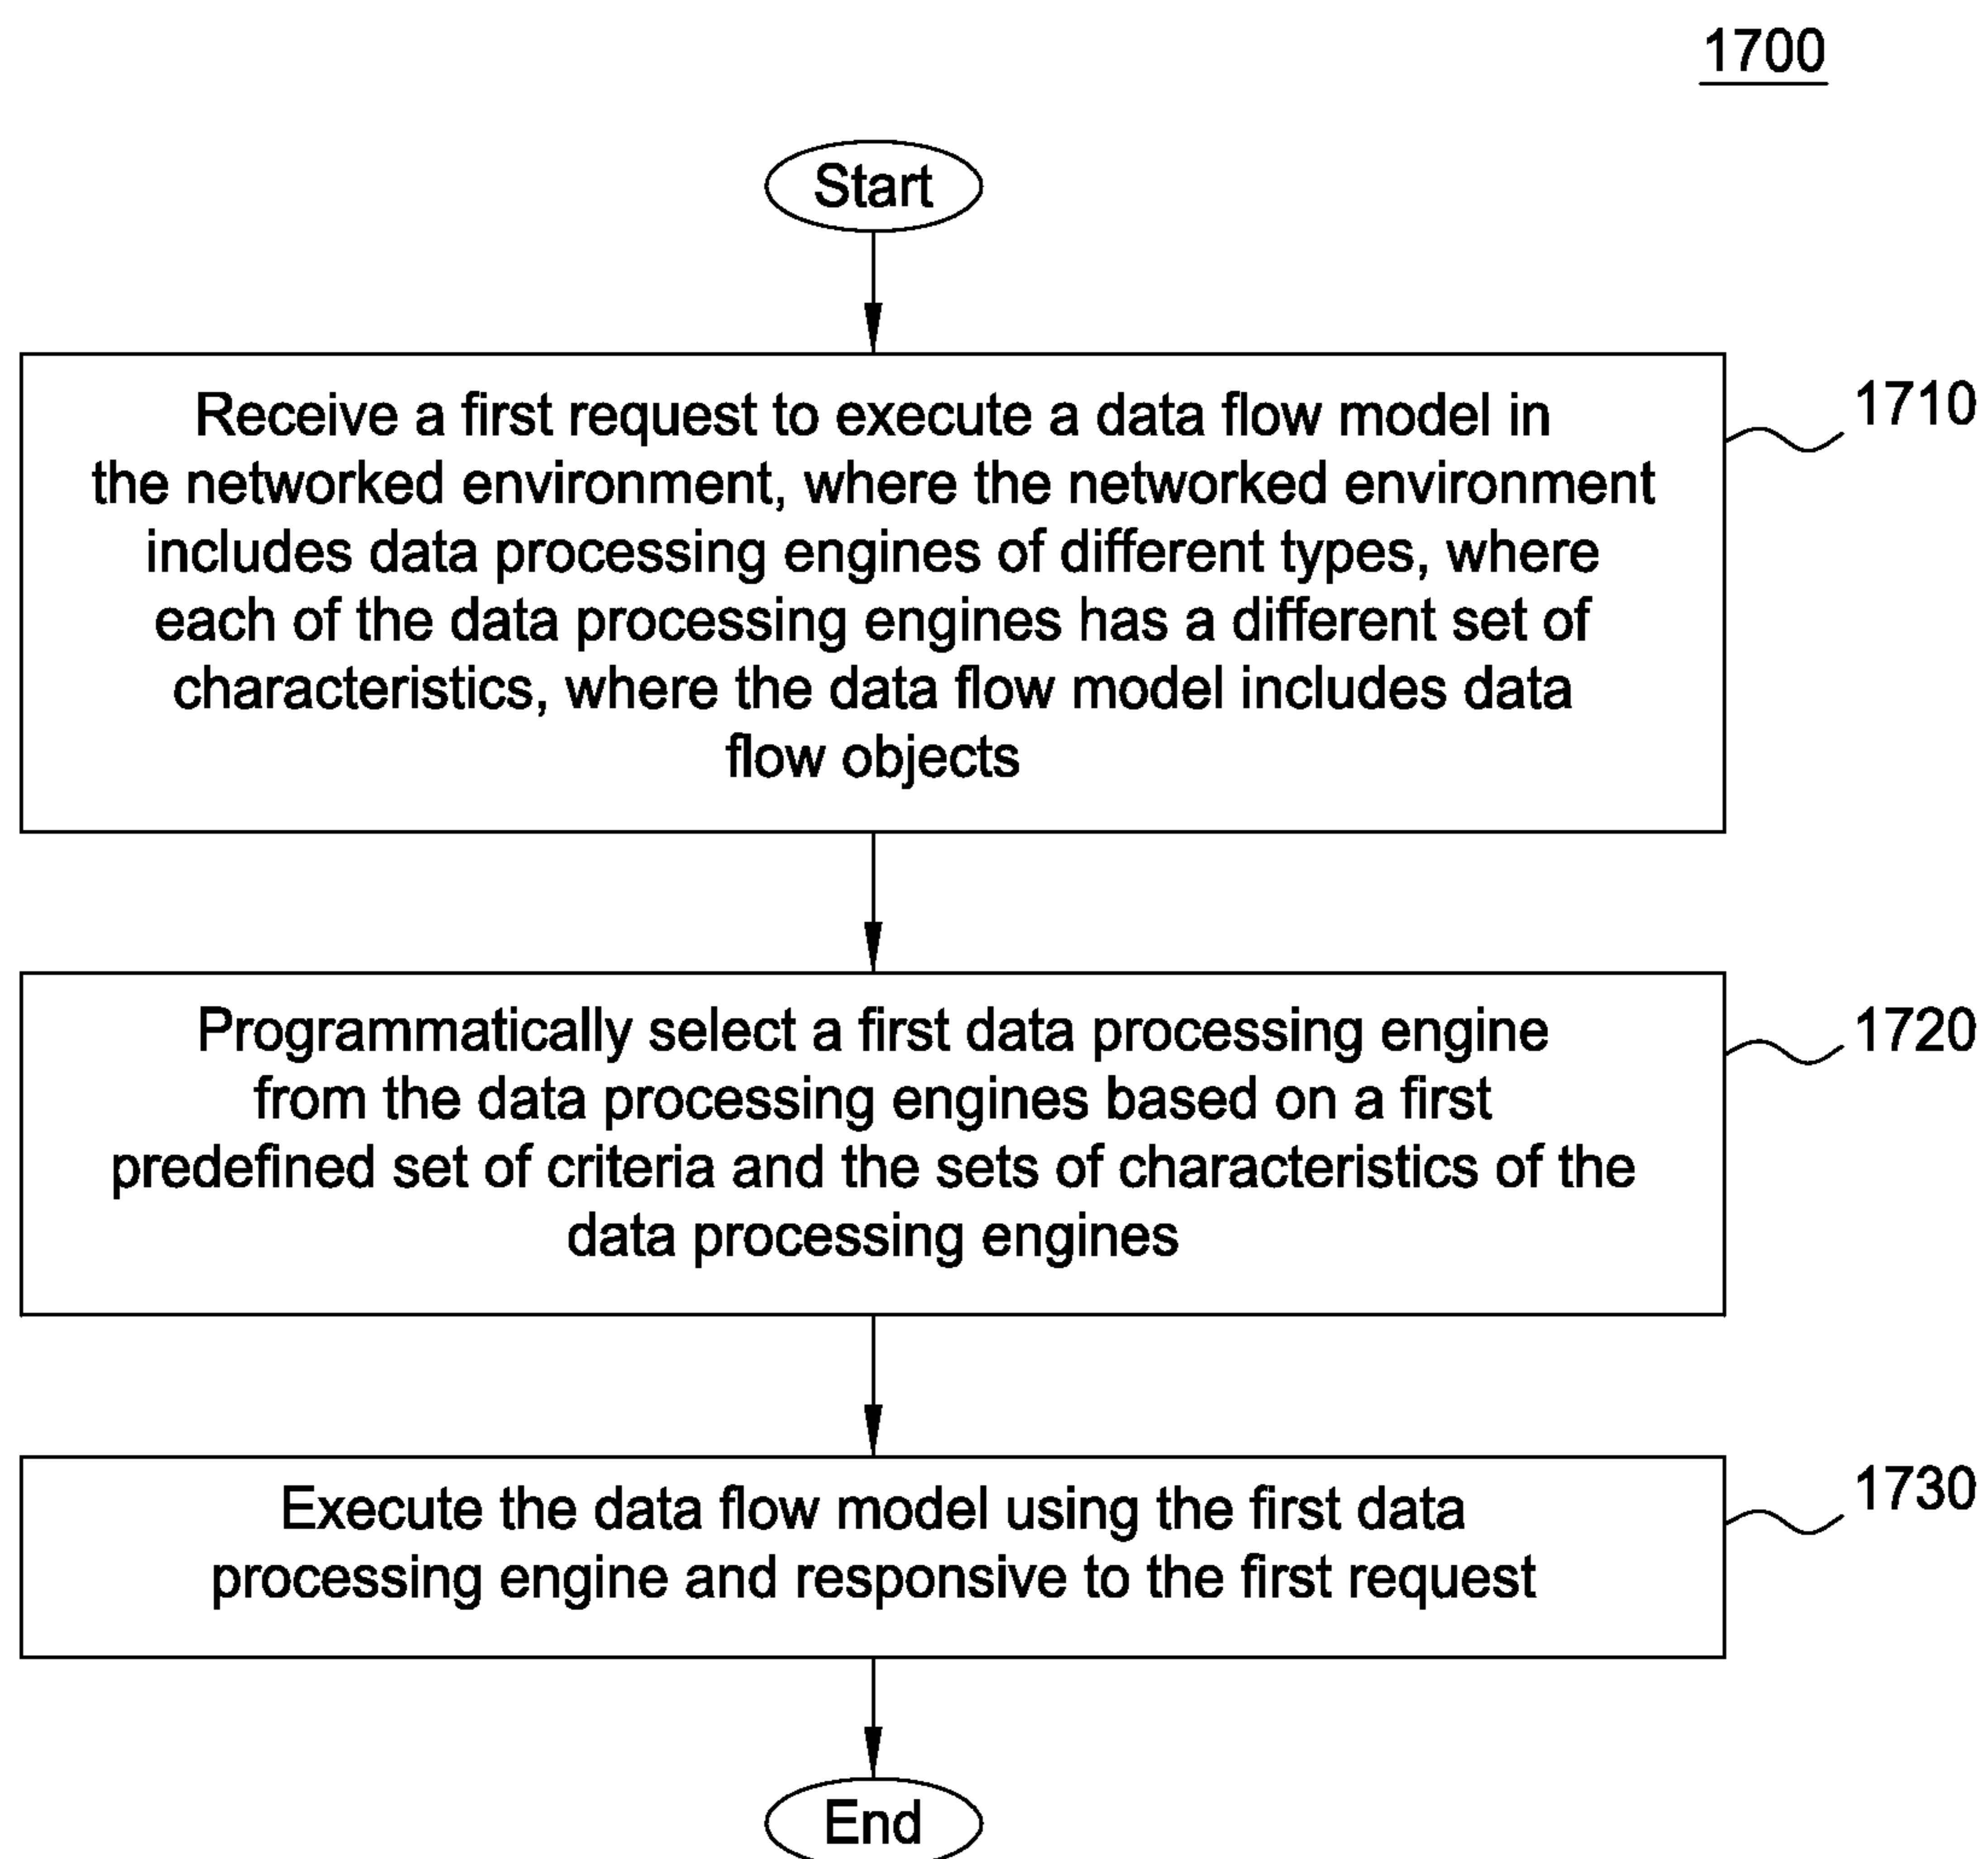 1700
Start
Receive a first request to execute a data flow model in
the networked environment, where the networked environment
includes data processing engines of different types, where
each of the data processing engines has a different set of
characteristics, where the data flow model includes data
flow objects
1710
Programmatically select a first data processing engine
from the data processing engines based on a first
predefined set of criteria and the sets of characteristics of the
data processing engines
1720
Execute the data flow model using the first data
processing engine and responsive to the first request
1730
End